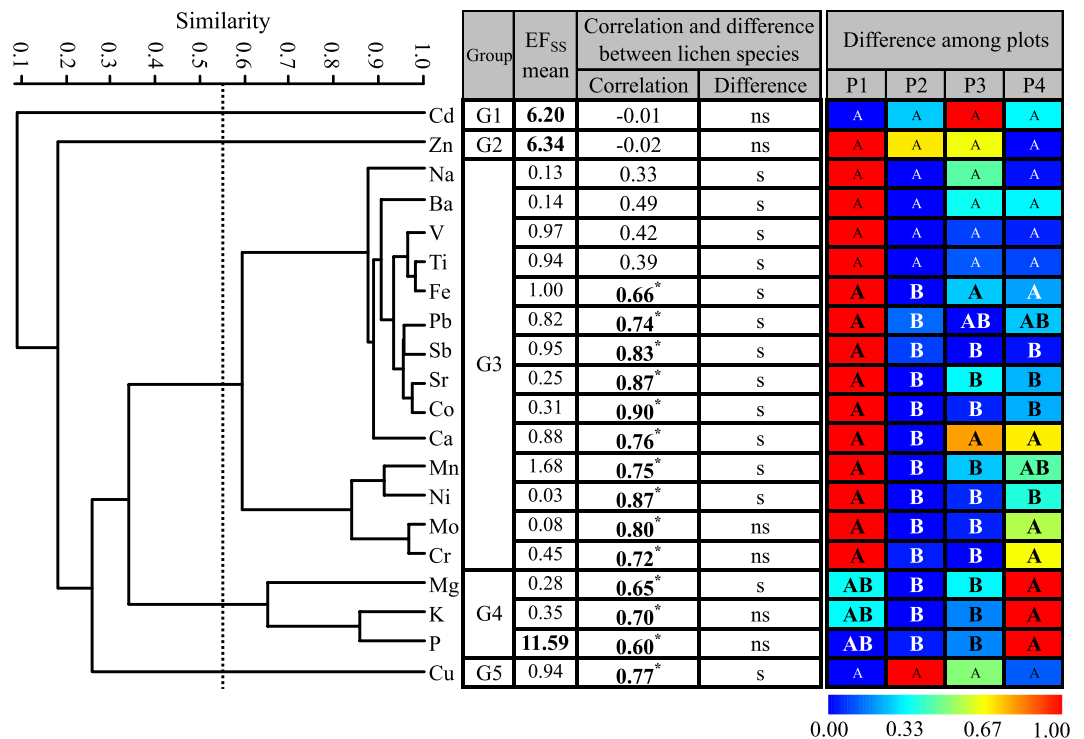 Similarity
0.1 0.2 0.3 0.4 0.5 0.6 0.7 0.8 0.9 1.0
Group EFSS mean Correlation and difference between lichen species Difference among plots
Correlation Difference P1 P2 P3 P4
Cd G1 6.20 -0.01 ns A A A A
Zn G2 6.34 -0.02 ns A A A A
Na 0.13 0.33 s A A A A
Ba 0.14 0.49 s A A A A
V 0.97 0.42 s A A A A
Ti 0.94 0.39 s A A A A
Fe 1.00 0.66* s A B A A
Pb 0.82 0.74* s A B AB AB
Sb 0.95 0.83* s A B B B
G3
Sr 0.25 0.87* s A B B B
Co 0.31 0.90* s A B B B
Ca 0.88 0.76* s A B A A
Mn 1.68 0.75* s A B B AB
Ni 0.03 0.87* s A B B B
Mo 0.08 0.80* ns A B B A
Cr 0.45 0.72* ns A B B A
Mg 0.28 0.65* s AB B B A
K G4 0.35 0.70* ns AB B B A
P 11.59 0.60* ns AB B B A
Cu G5 0.94 0.77* s A A A A
0.00 0.33 0.67 1.00